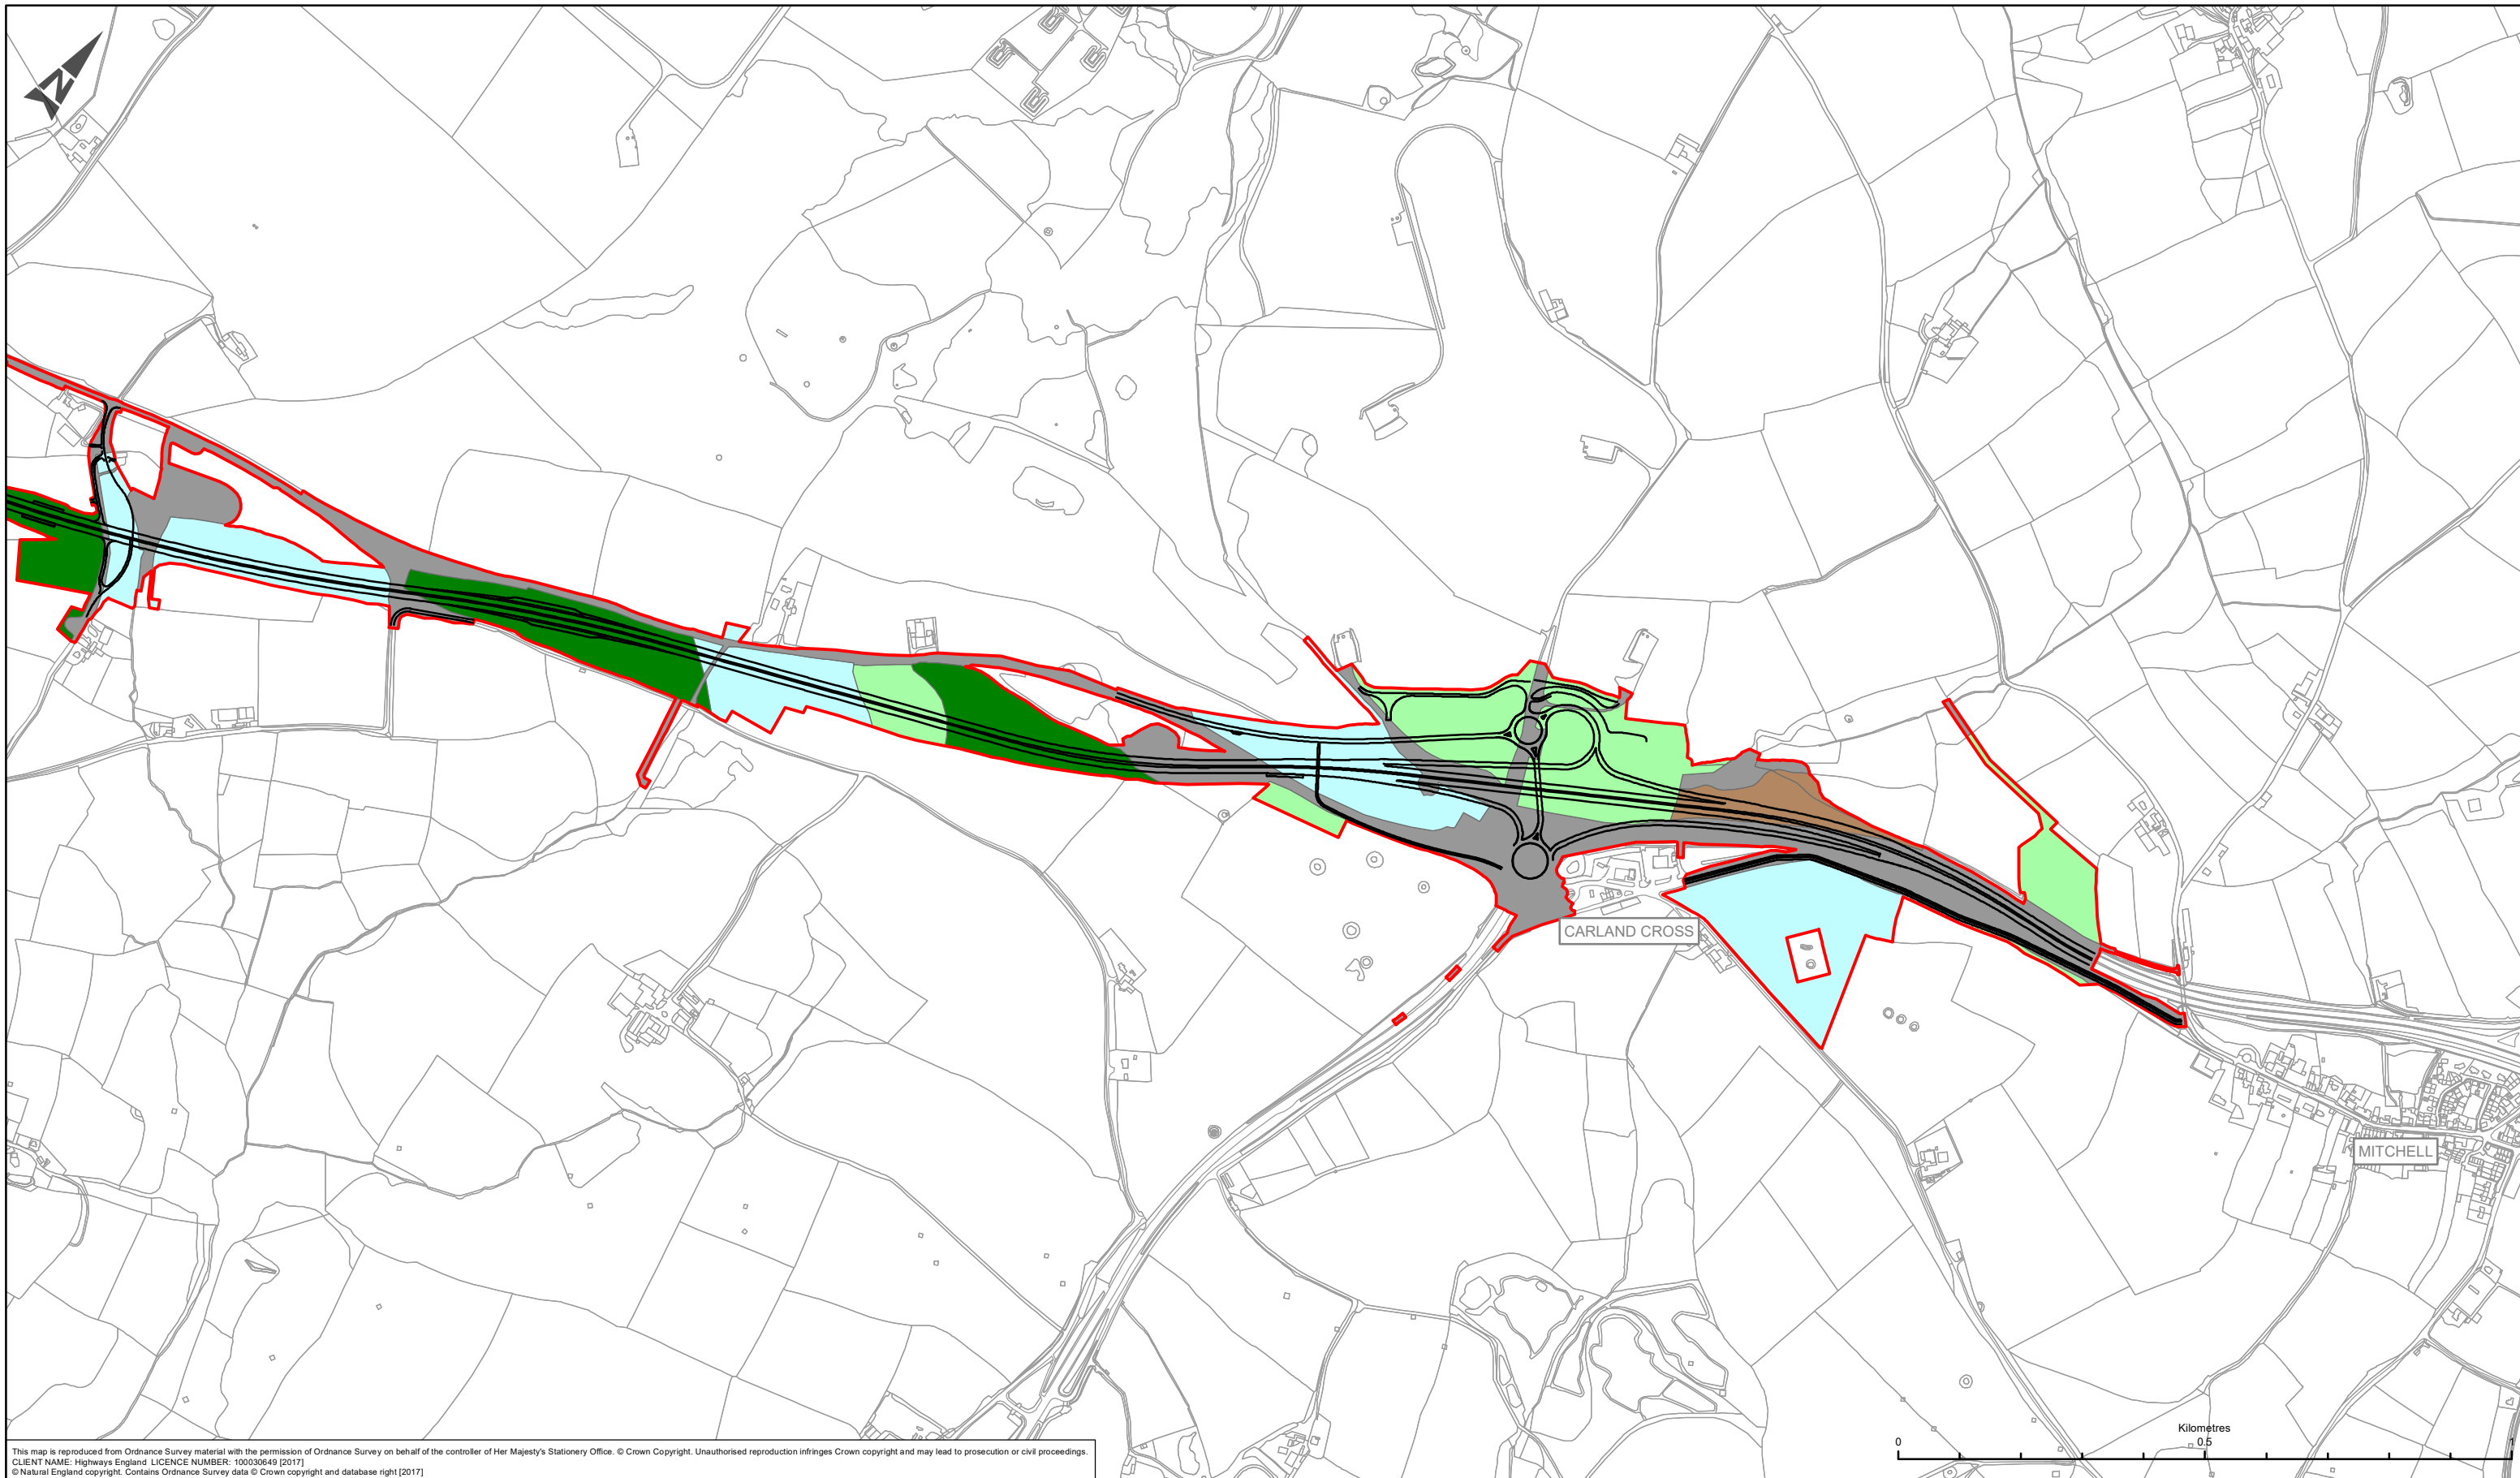 N
CARLAND CROSS
MITCHELL
Kilometres
0 0.5 1
This map is reproduced from Ordnance Survey material with the permission of Ordnance Survey on behalf of the controller of Her Majesty's Stationery Office. © Crown Copyright. Unauthorised reproduction infringes Crown copyright and may lead to prosecution or civil proceedings.
CLIENT NAME: Highways England LICENCE NUMBER: 100030649 [2017]
© Natural England copyright. Contains Ordnance Survey data © Crown copyright and database right [2017]